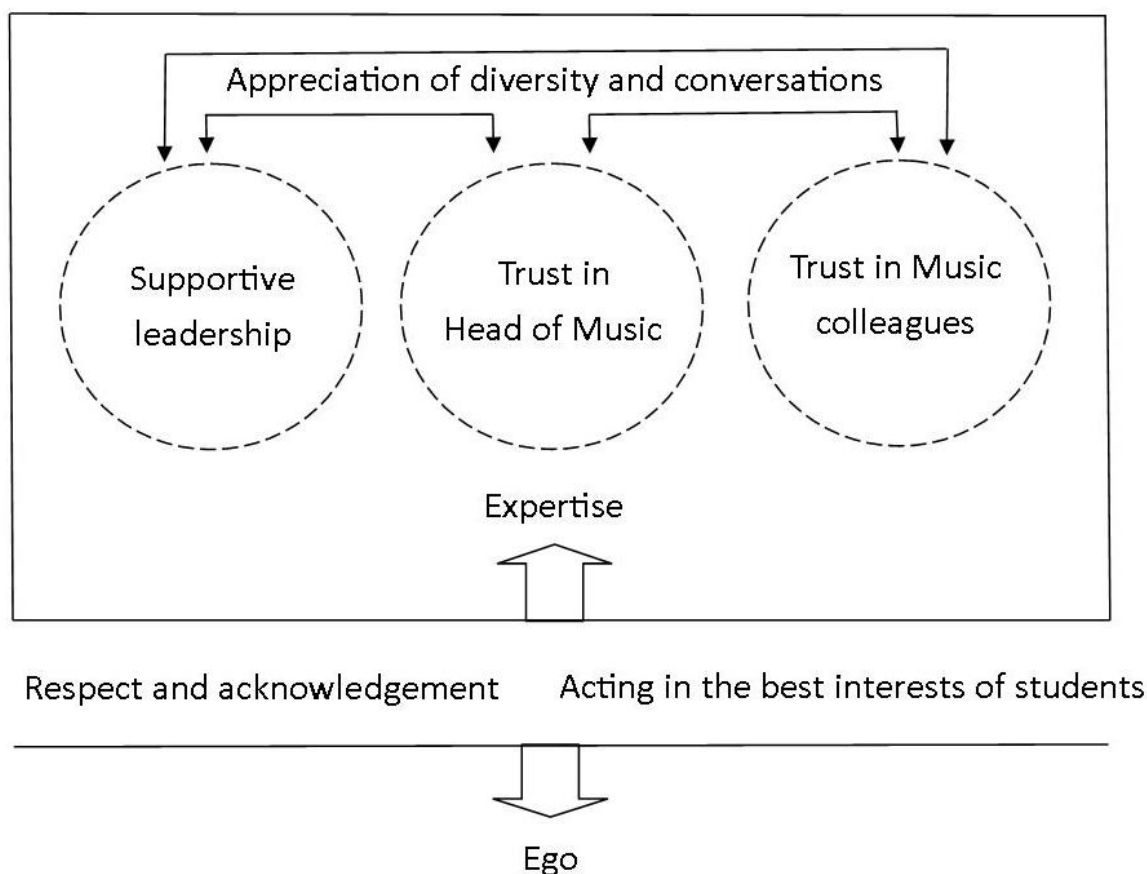 Appreciation of diversity and conversations
Supportive
leadership
Trust in
Head of Music
Trust in Music
colleagues
Expertise
Respect and acknowledgement
Acting in the best interests of students
Ego